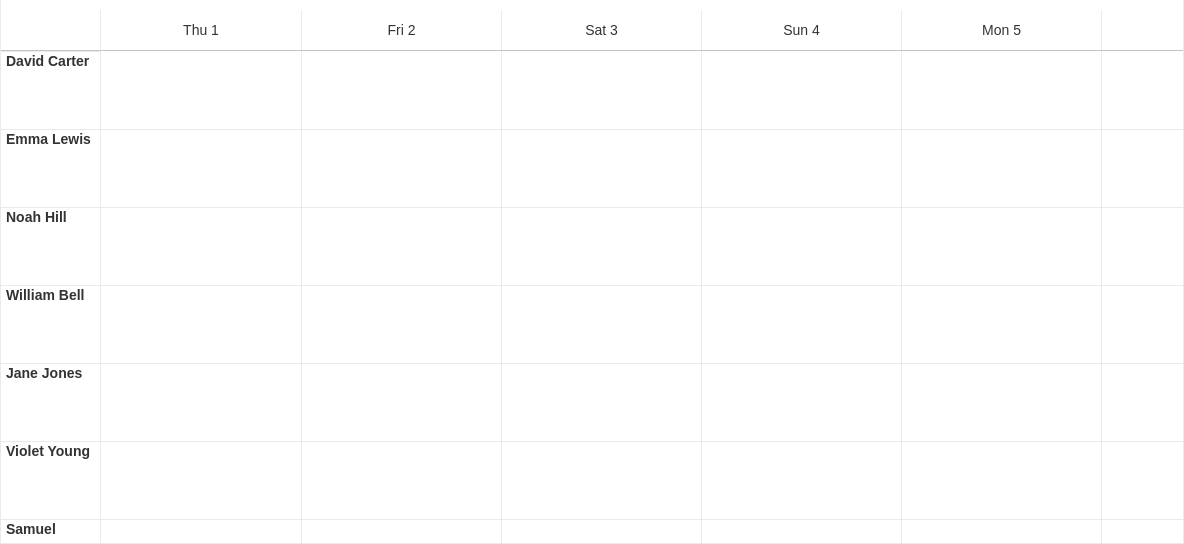 Thu 1
Fri 2
Sat 3
Sun 4
Mon 5
David Carter
Emma Lewis
Noah Hill
William Bell
Jane Jones
Violet Young
Samuel